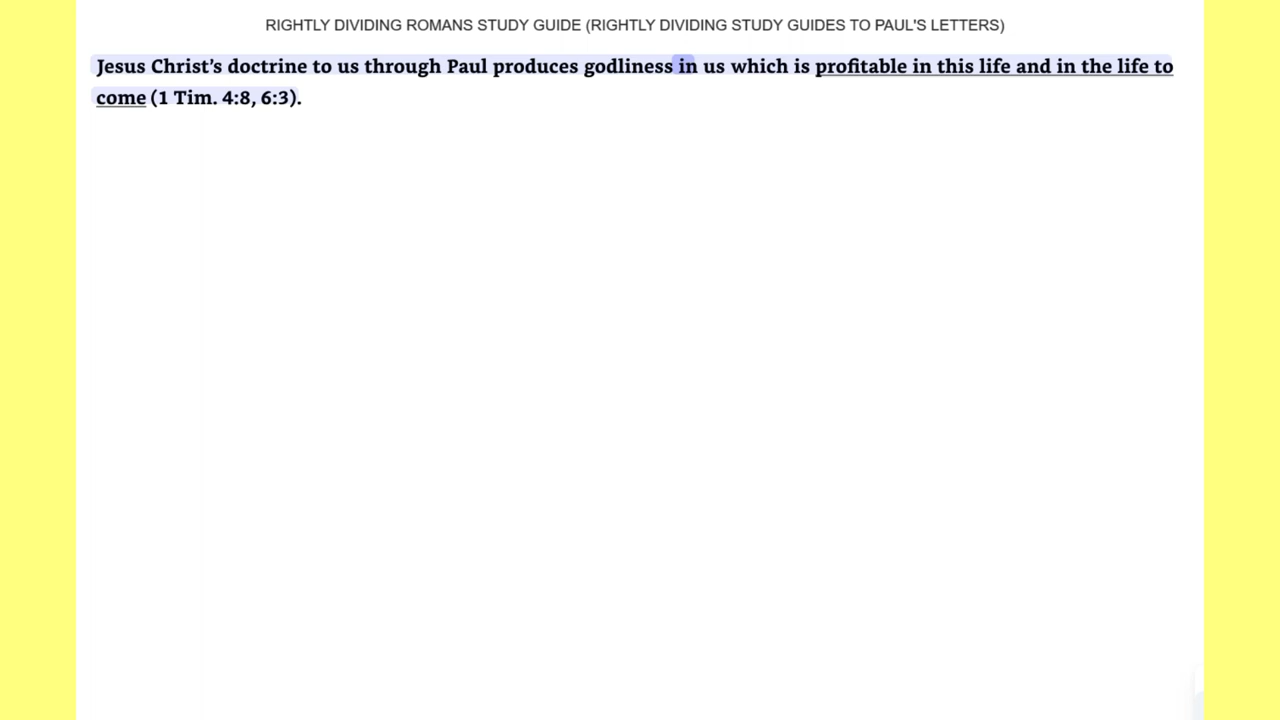 RIGHTLY DIVIDING ROMANS STUDY GUIDE (RIGHTLY DIVIDING STUDY GUIDES TO PAUL'S LETTERS)
Jesus Christ’s doctrine to us through Paul produces godliness in us which is profitable in this life and in the life to
come (1 Tim. 4:8, 6:3).